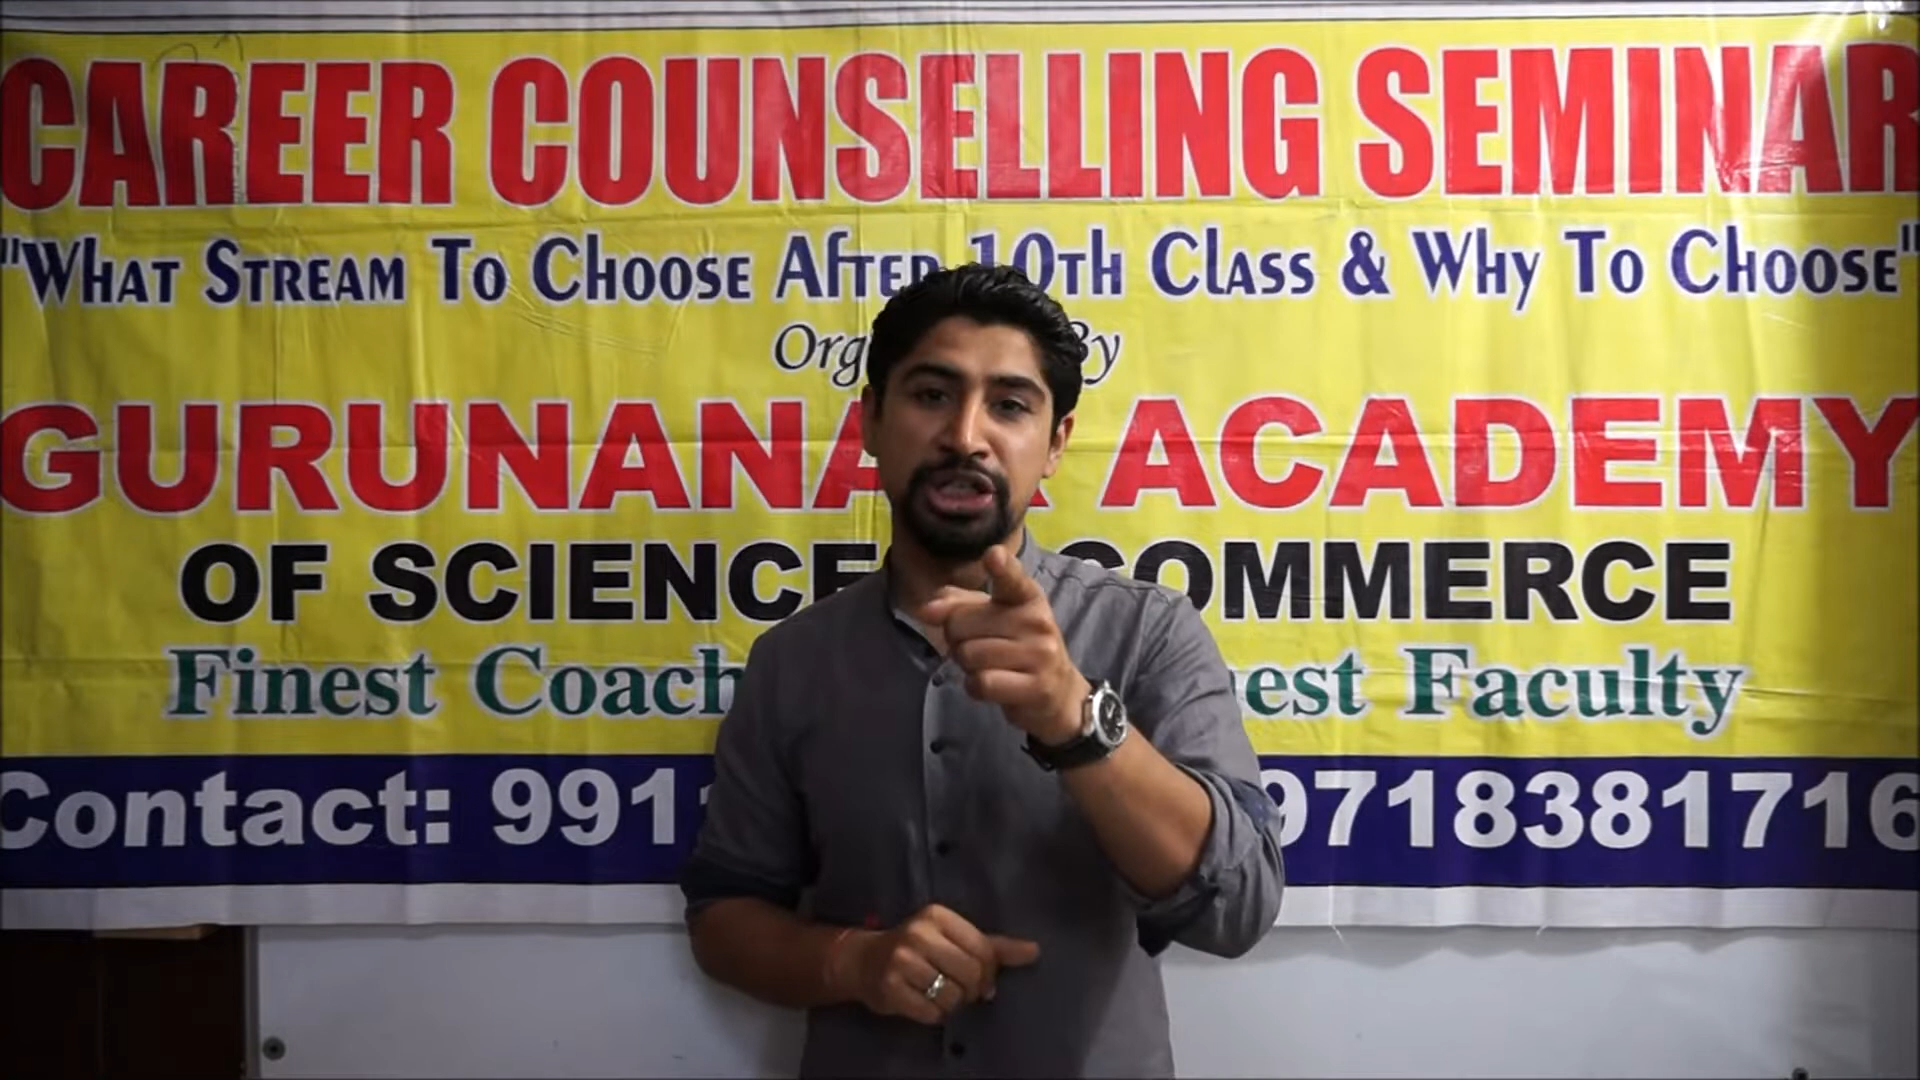 CAREER COUNSELLING SEMINAR
"WHAT STREAM TO CHOOSE AFTER 10TH CLASS & WHY TO CHOOSE"
By
GURUNANAK ACADEMY
OF SCIENCE COMMERCE
Finest Faculty
Contact: 9718381716